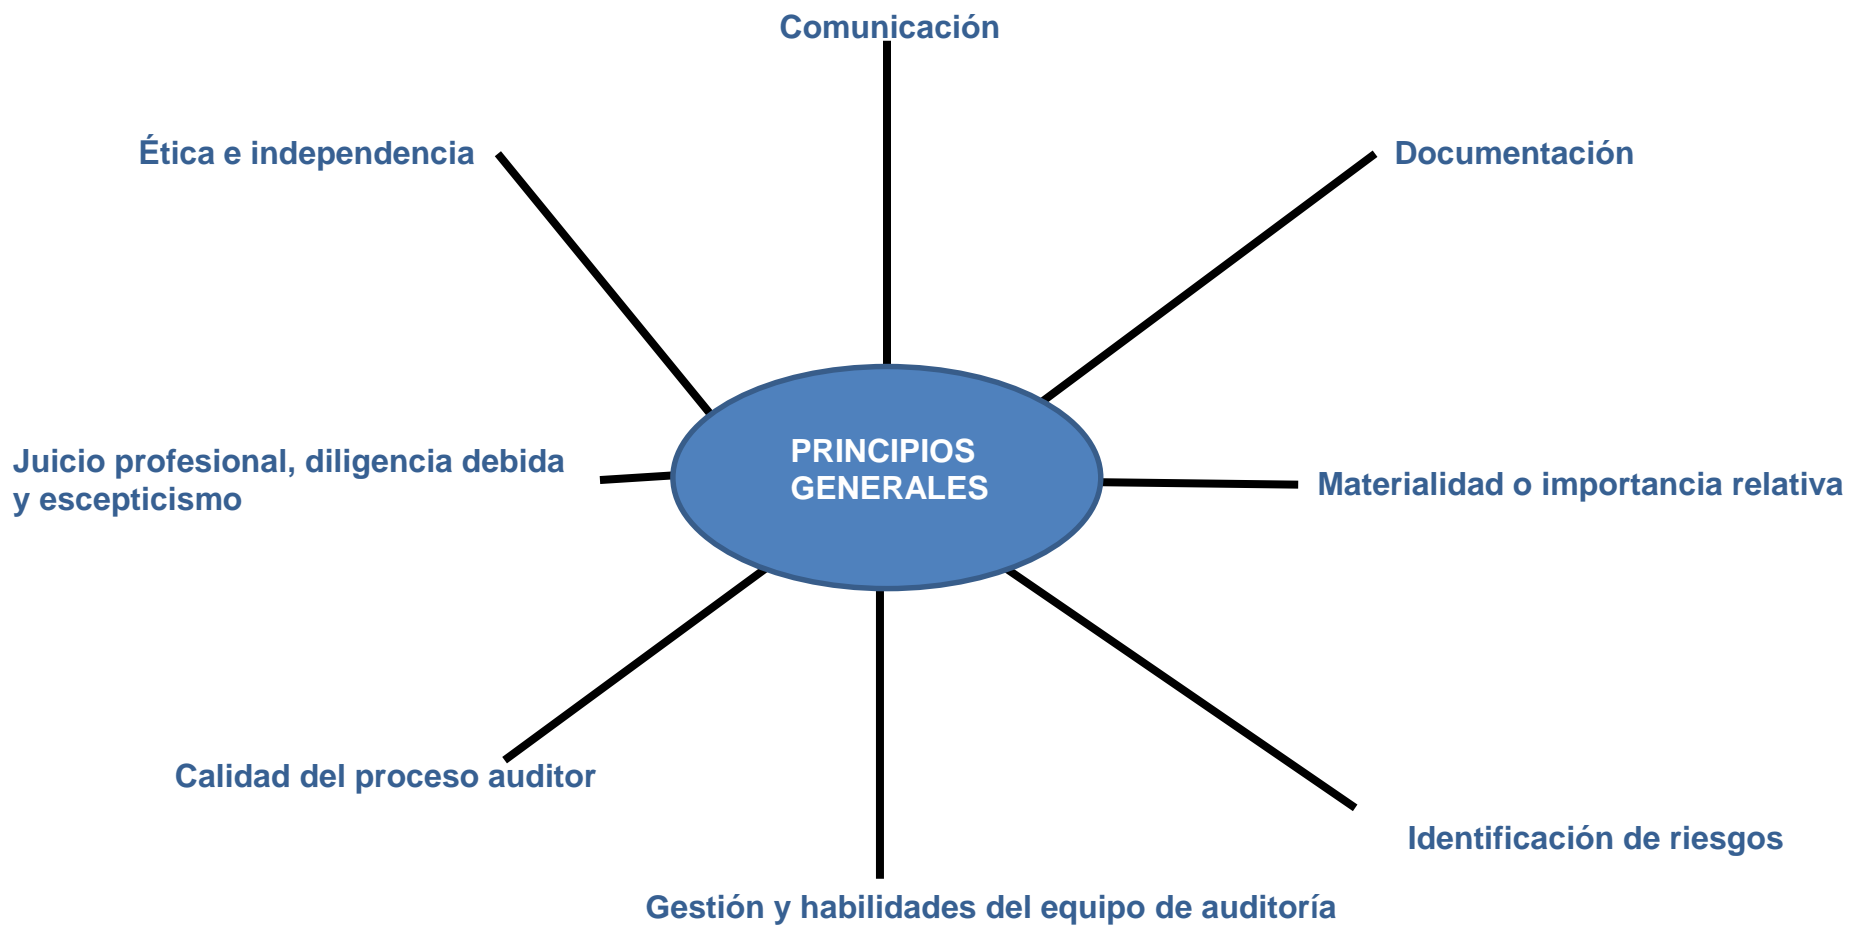 Comunicación
Ética e independencia
Documentación
PRINCIPIOS
GENERALES
Juicio profesional, diligencia debida
y escepticismo
Materialidad o importancia relativa
Calidad del proceso auditor
Identificación de riesgos
Gestión y habilidades del equipo de auditoría